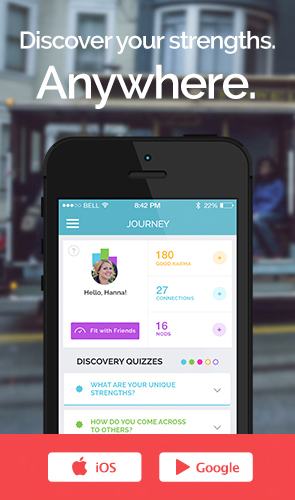 Discover your strengths.
Anywhere.
BELL 8:42 PM 22%
JOURNEY
?
180
GOOD KARMA
+
Hello, Hanna!
27
CONNECTIONS
+
Fit with Friends
16
NODS
+
DISCOVERY QUIZZES
WHAT ARE YOUR UNIQUE
STRENGTHS?
HOW DO YOU COME ACROSS
TO OTHERS?
iOS
Google